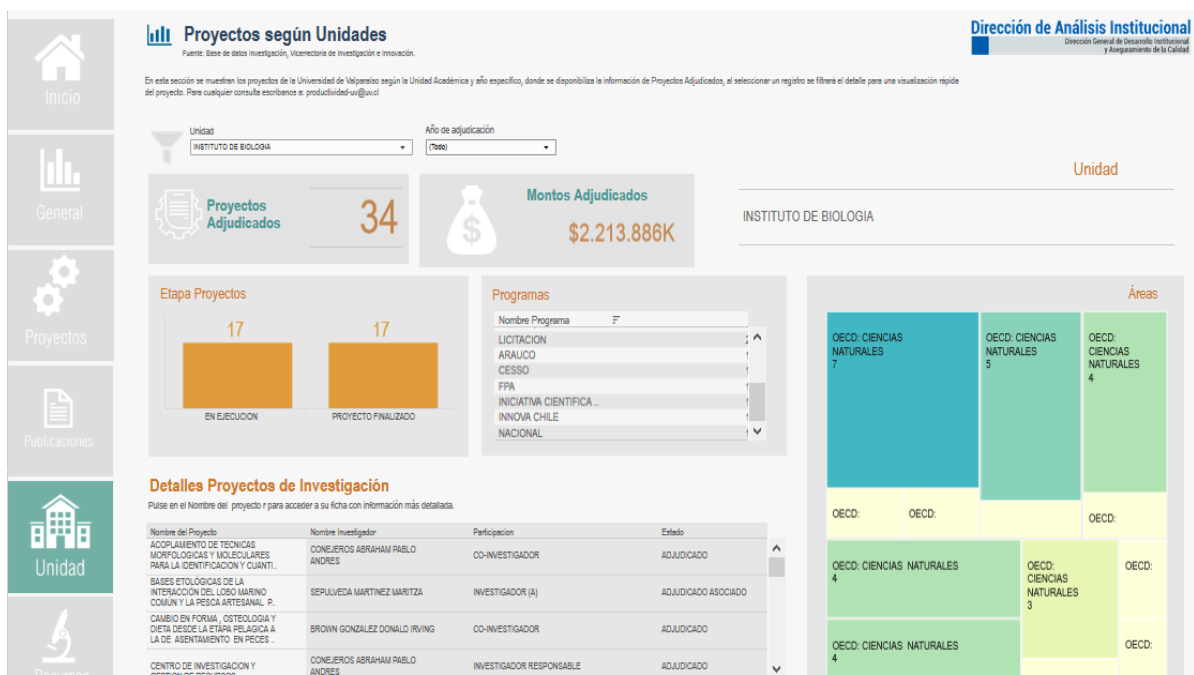 Inicio
General
Proyectos
Publicaciones
Unidad
Proyectos según Unidades
Fuente: Base de datos Investigación, Vicerrectoría de Investigación e Innovación.
Dirección de Análisis Institucional
Dirección General de Desarrollo Institucional
y Aseguramiento de la Calidad
En esta sección se muestran los proyectos de la Universidad de Valparaíso según la Unidad Académica y año específico, donde se disponibiliza la información de Proyectos Adjudicados, al seleccionar un registro se filtrará el detalle para una visualización rápida
del proyecto. Para cualquier consulta escríbanos a: productividad-uv@uv.cl
Unidad
INSTITUTO DE BIOLOGIA
Año de adjudicación
(Todo)
Proyectos
Adjudicados
34
Montos Adjudicados
$
$2.213.886K
Unidad
INSTITUTO DE BIOLOGIA
Etapa Proyectos
17
17
EN EJECUCION
PROYECTO FINALIZADO
Programas
Nombre Programa
LICITACION
ARAUCO
CESSO
FPA
INICIATIVA CIENTIFICA ..
INNOVA CHILE
NACIONAL
Áreas
OECD: CIENCIAS
NATURALES
7
OECD: CIENCIAS
NATURALES
5
OECD:
CIENCIAS
NATURALES
4
OECD:
OECD:
OECD:
OECD: CIENCIAS NATURALES
4
OECD:
CIENCIAS
NATURALES
3
OECD:
OECD: CIENCIAS NATURALES
4
OECD:
Detalles Proyectos de Investigación
Pulse en el Nombre del proyecto r para acceder a su ficha con información más detallada.
Nombre del Proyecto
Nombre Investigador
Participacion
Estado
ACOPLAMIENTO DE TECNICAS
MORFOLOGICAS Y MOLECULARES
PARA LA IDENTIFICACION Y CUANTI..
CONEJEROS ABRAHAM PABLO
ANDRES
CO-INVESTIGADOR
ADJUDICADO
BASES ETOLÓGICAS DE LA
INTERACCIÓN DEL LOBO MARINO
COMÚN Y LA PESCA ARTESANAL P..
SEPULVEDA MARTINEZ MARITZA
INVESTIGADOR (A)
ADJUDICADO ASOCIADO
CAMBIO EN FORMA , OSTEOLOGIA Y
DIETA DESDE LA ETAPA PELAGICA A
LA DE ASENTAMIENTO EN PECES ..
BROWN GONZALEZ DONALD IRVING
CO-INVESTIGADOR
ADJUDICADO
CENTRO DE INVESTIGACION Y
CONEJEROS ABRAHAM PABLO
ANDRES
INVESTIGADOR RESPONSABLE
ADJUDICADO